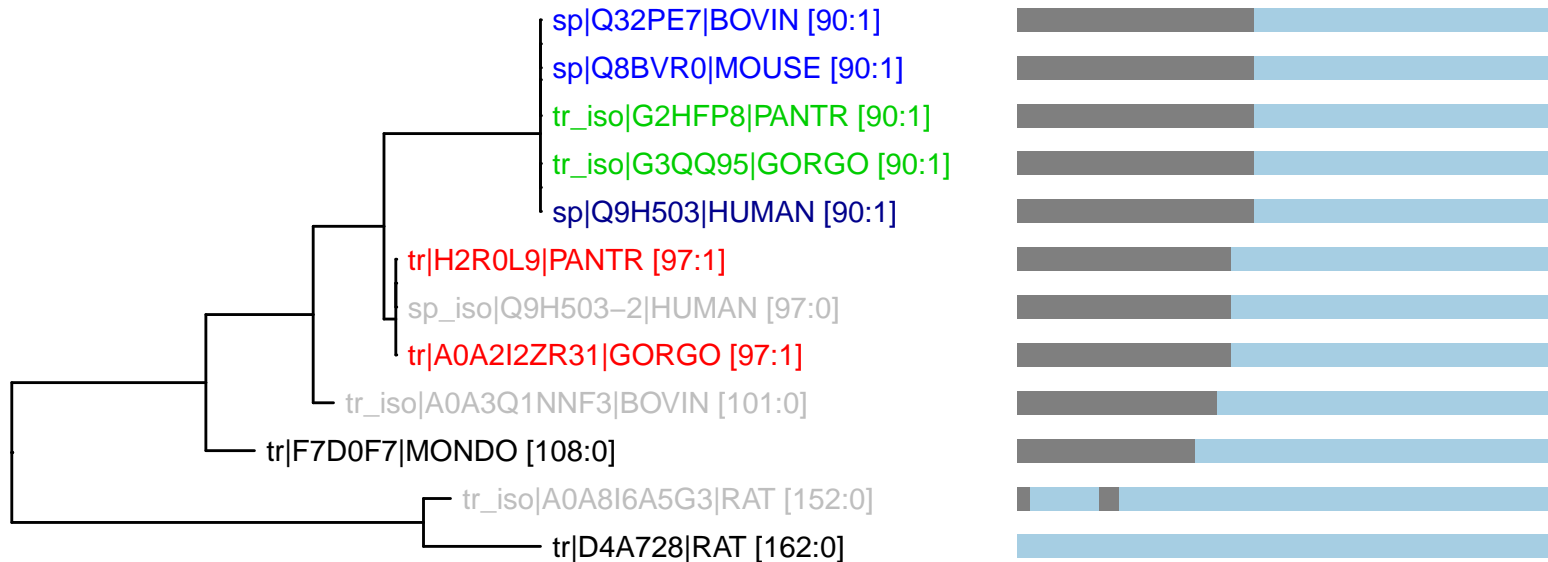 sp|Q32PE7|BOVIN [90:1]
sp|Q8BVR0|MOUSE [90:1]
tr_iso|G2HFP8|PANTR [90:1]
tr_iso|G3QQ95|GORGO [90:1]
sp|Q9H503|HUMAN [90:1]
tr|H2R0L9|PANTR [97:1]
sp_iso|Q9H503−2|HUMAN [97:0]
tr|A0A2I2ZR31|GORGO [97:1]
tr_iso|A0A3Q1NNF3|BOVIN [101:0]
tr|F7D0F7|MONDO [108:0]
tr_iso|A0A8I6A5G3|RAT [152:0]
tr|D4A728|RAT [162:0]